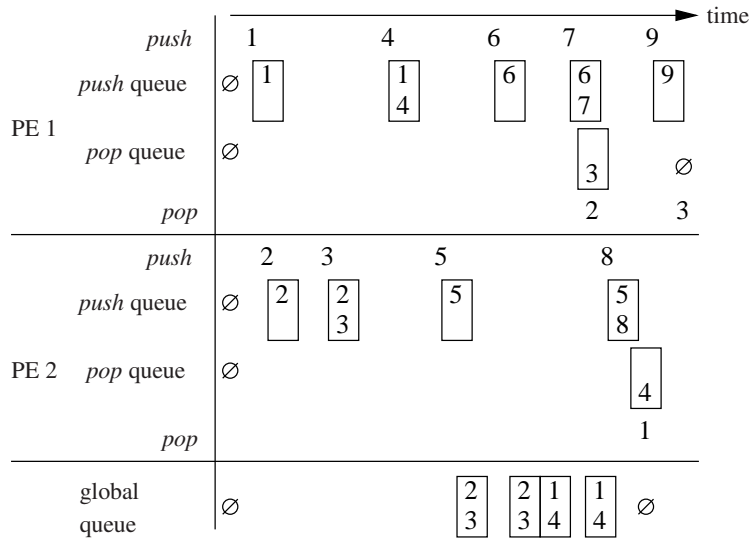 time
push 1 4 6 7 9
push queue ∅ 1 1 6 6 9
4 7
PE 1
pop queue ∅ 3 ∅
pop 2 3
push 2 3 5 8
push queue ∅ 2 2 5 5
3 8
PE 2 pop queue ∅ 4
pop 1
global 2 2 1 1
queue ∅ 3 3 4 4 ∅